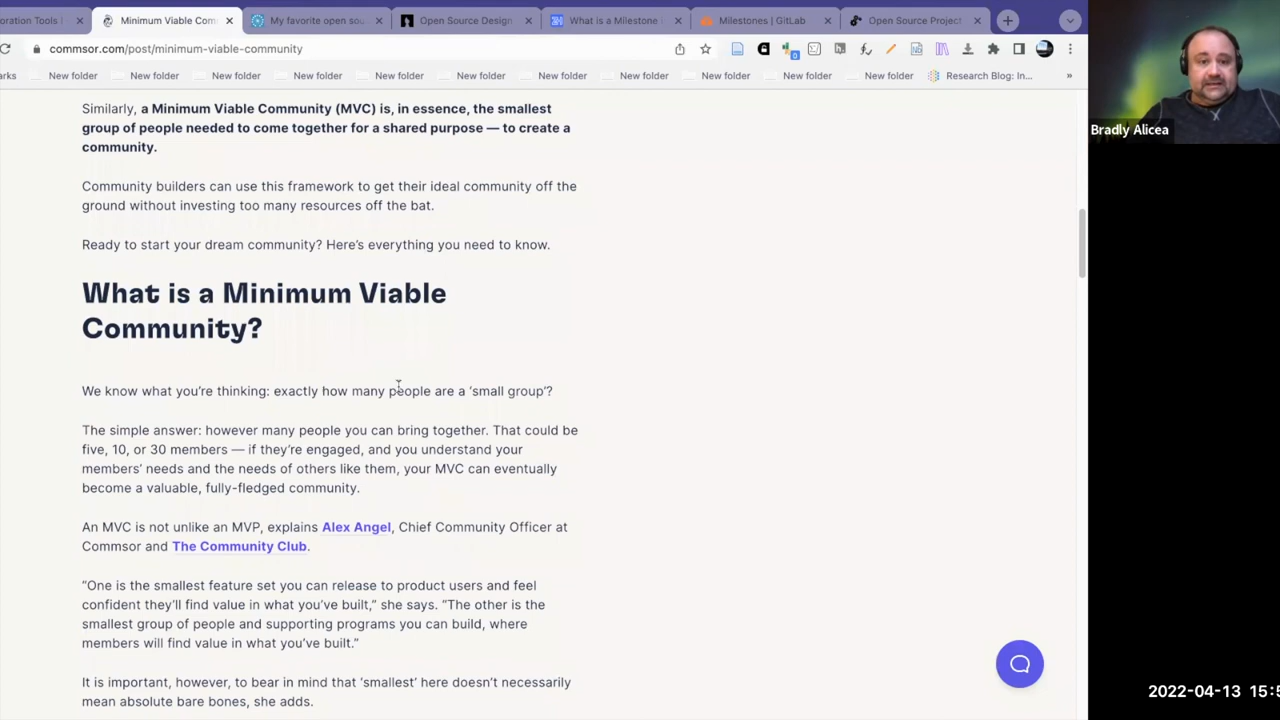 oration Tools
Minimum Viable Com
My favorite open sou
Open Source Design
What is a Milestone
Milestones | GitLab
Open Source Project
commsor.com/post/minimum-viable-community
arks
New folder
New folder
New folder
New folder
New folder
New folder
New folder
New folder
New folder
New folder
New folder
Research Blog: In...
»
Similarly, a Minimum Viable Community (MVC) is, in essence, the smallest
group of people needed to come together for a shared purpose — to create a
community.
Community builders can use this framework to get their ideal community off the
ground without investing too many resources off the bat.
Ready to start your dream community? Here's everything you need to know.
What is a Minimum Viable
Community?
We know what you're thinking: exactly how many people are a ‘small group’?
The simple answer: however many people you can bring together. That could be
five, 10, or 30 members — if they're engaged, and you understand your
members’ needs and the needs of others like them, your MVC can eventually
become a valuable, fully-fledged community.
An MVC is not unlike an MVP, explains Alex Angel, Chief Community Officer at
Commsor and The Community Club.
“One is the smallest feature set you can release to product users and feel
confident they'll find value in what you've built,” she says. “The other is the
smallest group of people and supporting programs you can build, where
members will find value in what you've built.”
It is important, however, to bear in mind that ‘smallest’ here doesn't necessarily
mean absolute bare bones, she adds.
Bradly Alicea
2022-04-13 15:5